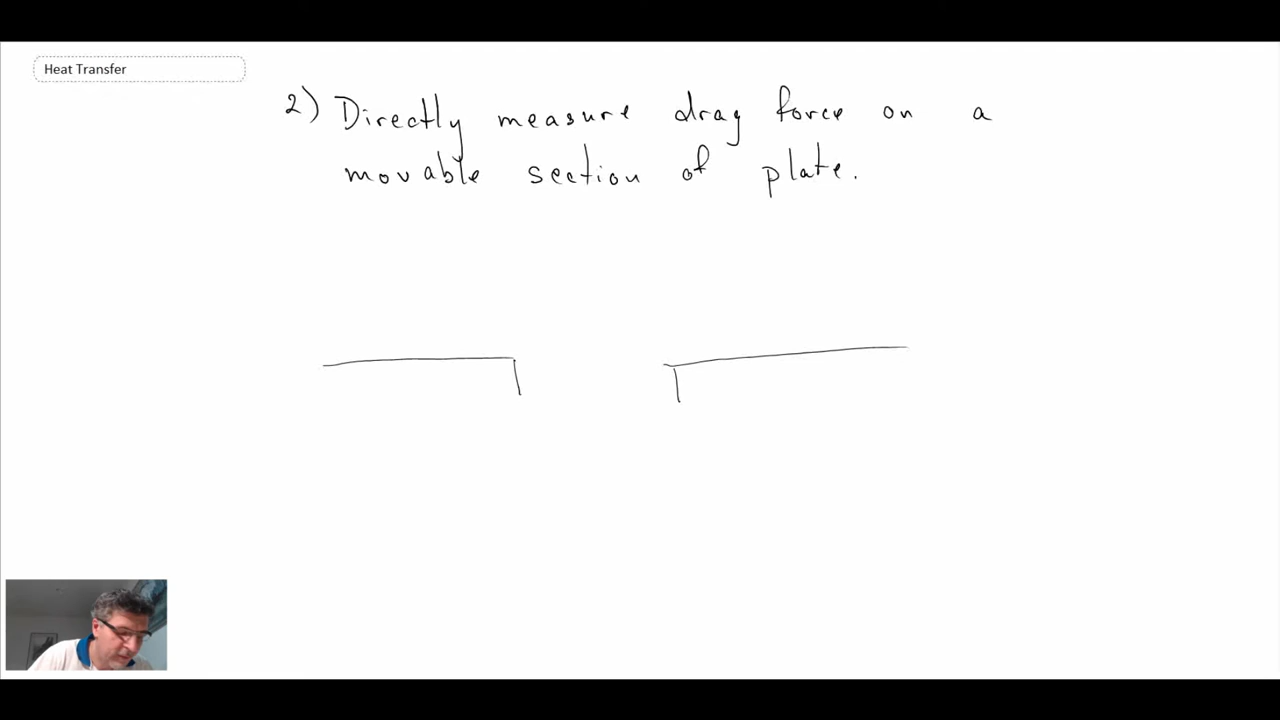 Heat Transfer
2) Directly measure drag force on a
movable section of plate.